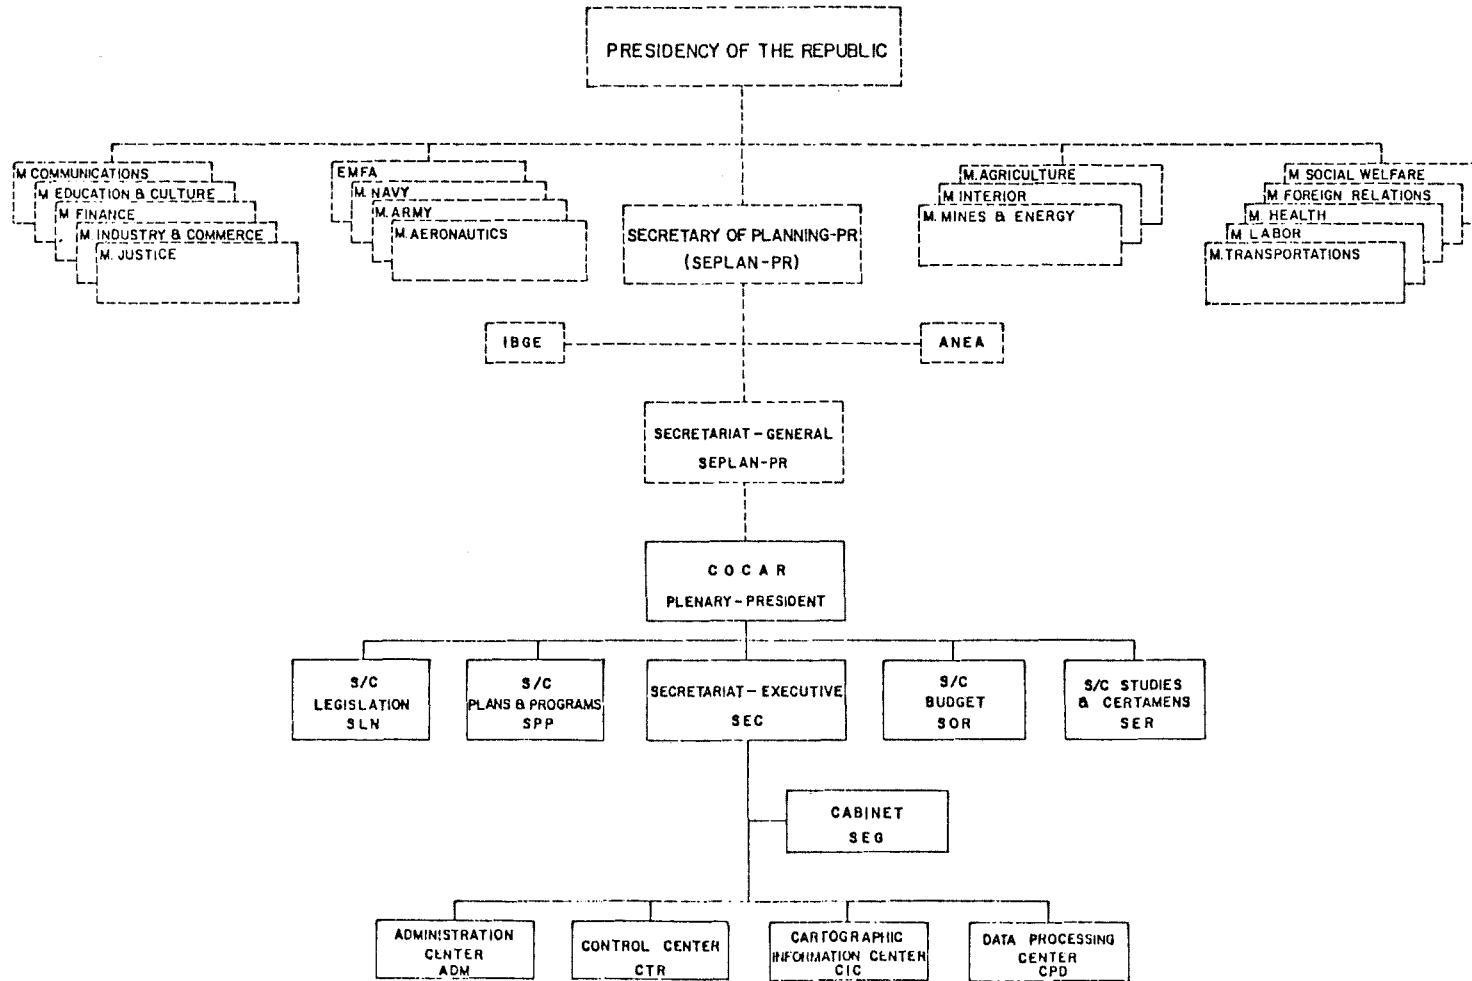 PRESIDENCY OF THE REPUBLIC
M COMMUNICATIONS
M EDUCATION & CULTURE
M FINANCE
M INDUSTRY & COMMERCE
M. JUSTICE
EMFA
M. NAVY
M. ARMY
M. AERONAUTICS
SECRETARY OF PLANNING-PR
(SEPLAN-PR)
M. AGRICULTURE
M INTERIOR
M. MINES & ENERGY
M SOCIAL WELFARE
M FOREIGN RELATIONS
M. HEALTH
M LABOR
M. TRANSPORTATIONS
IBGE
ANEA
SECRETARIAT-GENERAL
SEPLAN-PR
COCAR
PLENARY-PRESIDENT
S/C
LEGISLATION
SLN
S/C
PLANS & PROGRAMS
SPP
SECRETARIAT-EXECUTIVE
SEC
S/C
BUDGET
SOR
S/C STUDIES
& CERTAMENS
SER
CABINET
SEG
ADMINISTRATION
CENTER
ADM
CONTROL CENTER
CTR
CARTOGRAPHIC
INFORMATION CENTER
CIC
DATA PROCESSING
CENTER
CPD